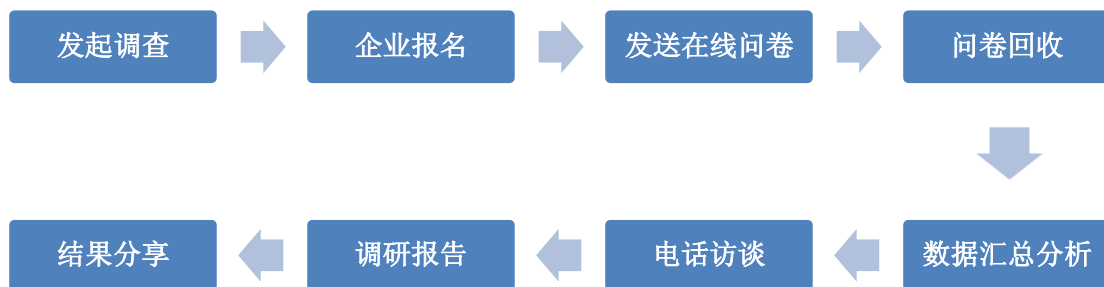 发起调查
企业报名
发送在线问卷
问卷回收
数据汇总分析
电话访谈
调研报告
结果分享